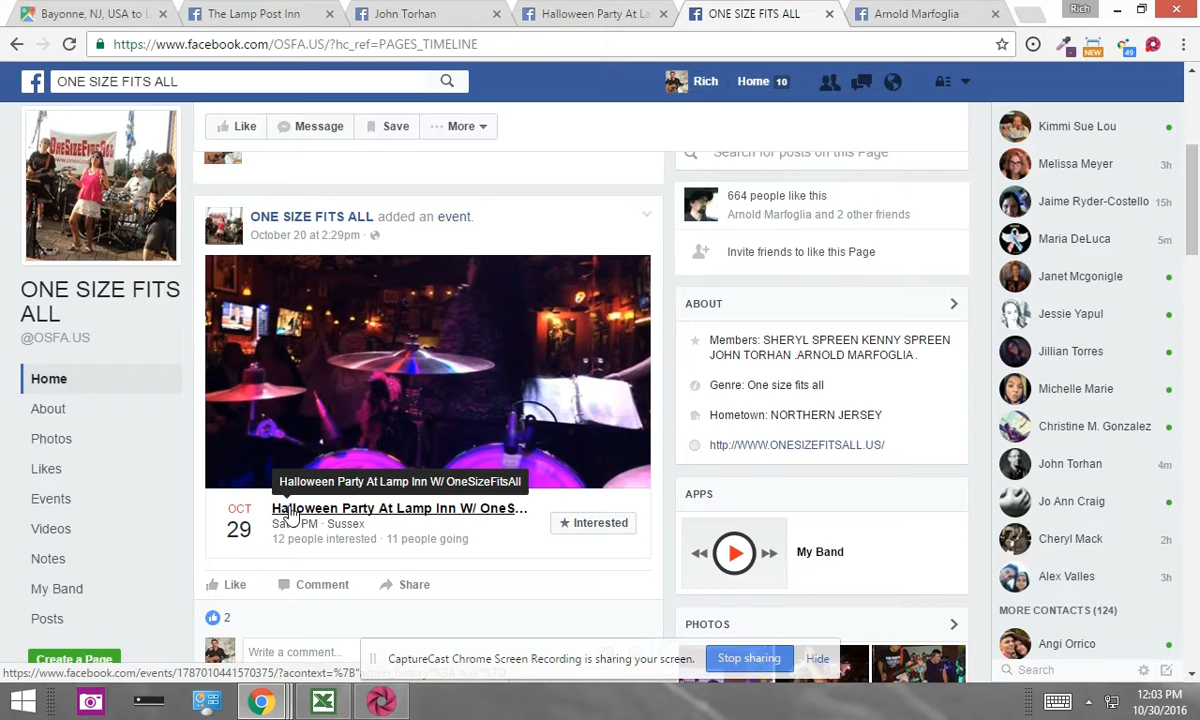 Bayonne, NJ, USA to L
The Lamp Post Inn
John Torhan
Halloween Party At La
ONE SIZE FITS ALL
Arnold Marfoglia
Rich
https://www.facebook.com/OSFA.US/?hc_ref=PAGES_TIMELINE
NEW
49
ONE SIZE FITS ALL
Rich
Home 10
Like
Message
Save
More
Search for posts on this Page
ONE SIZE FITS ALL
@OSFA.US
Home
About
Photos
Likes
Events
Videos
Notes
My Band
Posts
Create a Page
ONE SIZE FITS ALL added an event.
October 20 at 2:29pm
Halloween Party At Lamp Inn W/ OneSizeFitsAll
OCT
29
Halloween Party At Lamp Inn W/ OneS...
PM · Sussex
12 people interested · 11 people going
Interested
Like
Comment
Share
2
Write a comment...
664 people like this
Arnold Marfoglia and 2 other friends
Invite friends to like this Page
ABOUT
Members: SHERYL SPREEN KENNY SPREEN
JOHN TORHAN .ARNOLD MARFOGLIA .
Genre: One size fits all
Hometown: NORTHERN JERSEY
http://WWW.ONESIZEFITSALL.US/
APPS
My Band
PHOTOS
Kimmi Sue Lou
Melissa Meyer 3h
Jaime Ryder-Costello 15h
Maria DeLuca 5m
Janet Mcgonigle
Jessie Yapul
Jillian Torres
Michelle Marie
Christine M. Gonzalez
John Torhan 4m
Jo Ann Craig
Cheryl Mack 2h
Alex Valles 3h
MORE CONTACTS (124)
Angi Orrico
Search
CaptureCast Chrome Screen Recording is sharing your screen.
Stop sharing
Hide
12:03 PM
10/30/2016